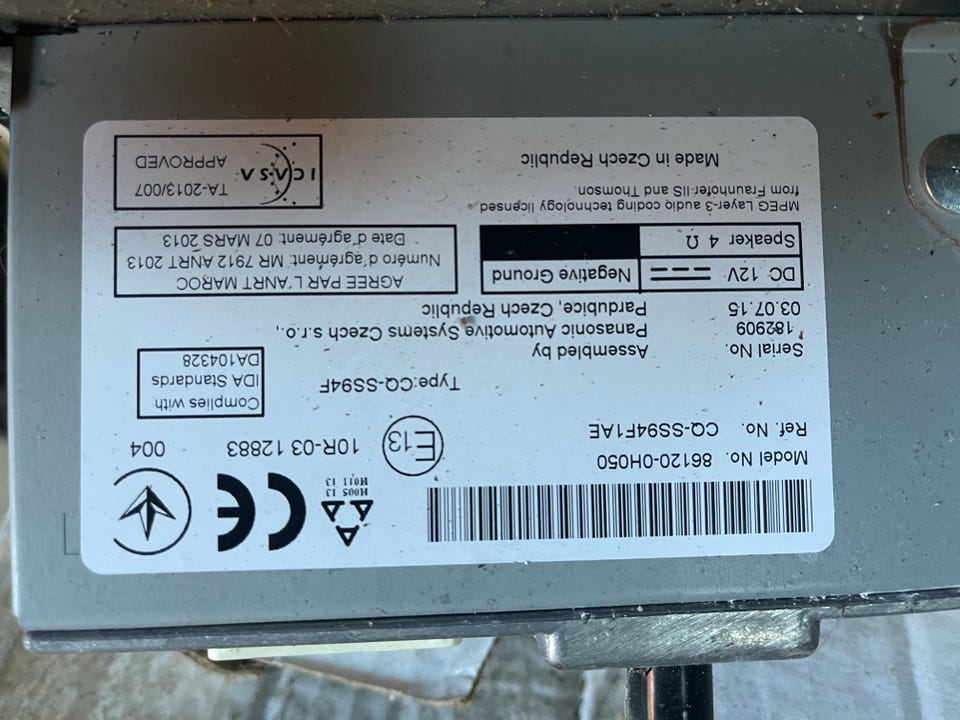 Model No. 86120-0H050
Ref. No. CQ-SS94F1AE
H005 13
H011 13
E13
10R-03 12883
004
Type:CQ-SS94F
Complies with
IDA Standards
DA104328
Serial No.
182909
03.07.15
Assembled by
Panasonic Automotive Systems Czech s.r.o.,
Pardubice, Czech Republic
DC 12V
Negative Ground
Speaker 4 Ω
AGREE PAR L'ANRT MAROC
Numéro d'agrément: MR 7912 ANRT 2013
Date d'agrément: 07 MARS 2013
MPEG Layer-3 audio coding technology licensed
from Fraunhofer-IIS and Thomson.
Made in Czech Republic
ICASA
TA-2013/007
APPROVED